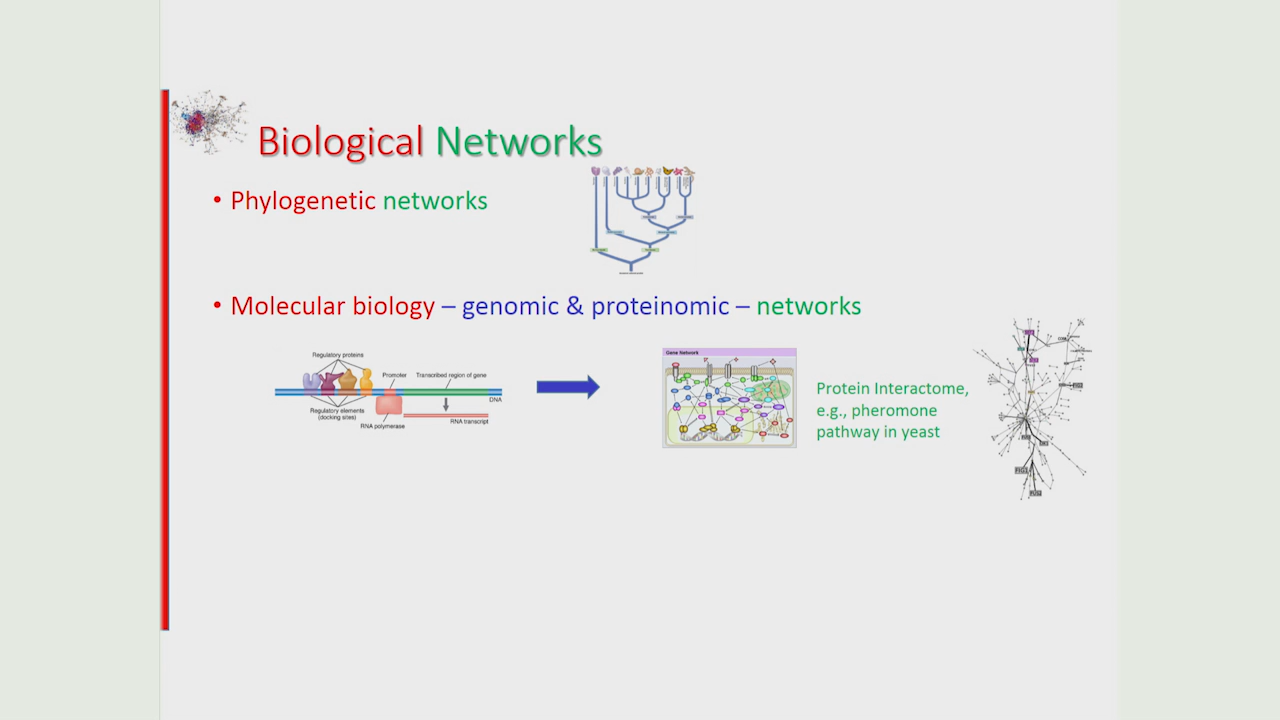 Biological Networks
• Phylogenetic networks
• Molecular biology – genomic & proteinomic – networks
Regulatory proteins
Promoter
Transcribed region of gene
DNA
Regulatory elements
(docking sites)
RNA polymerase
RNA transcript
Gene Network
Protein Interactome,
e.g., pheromone
pathway in yeast